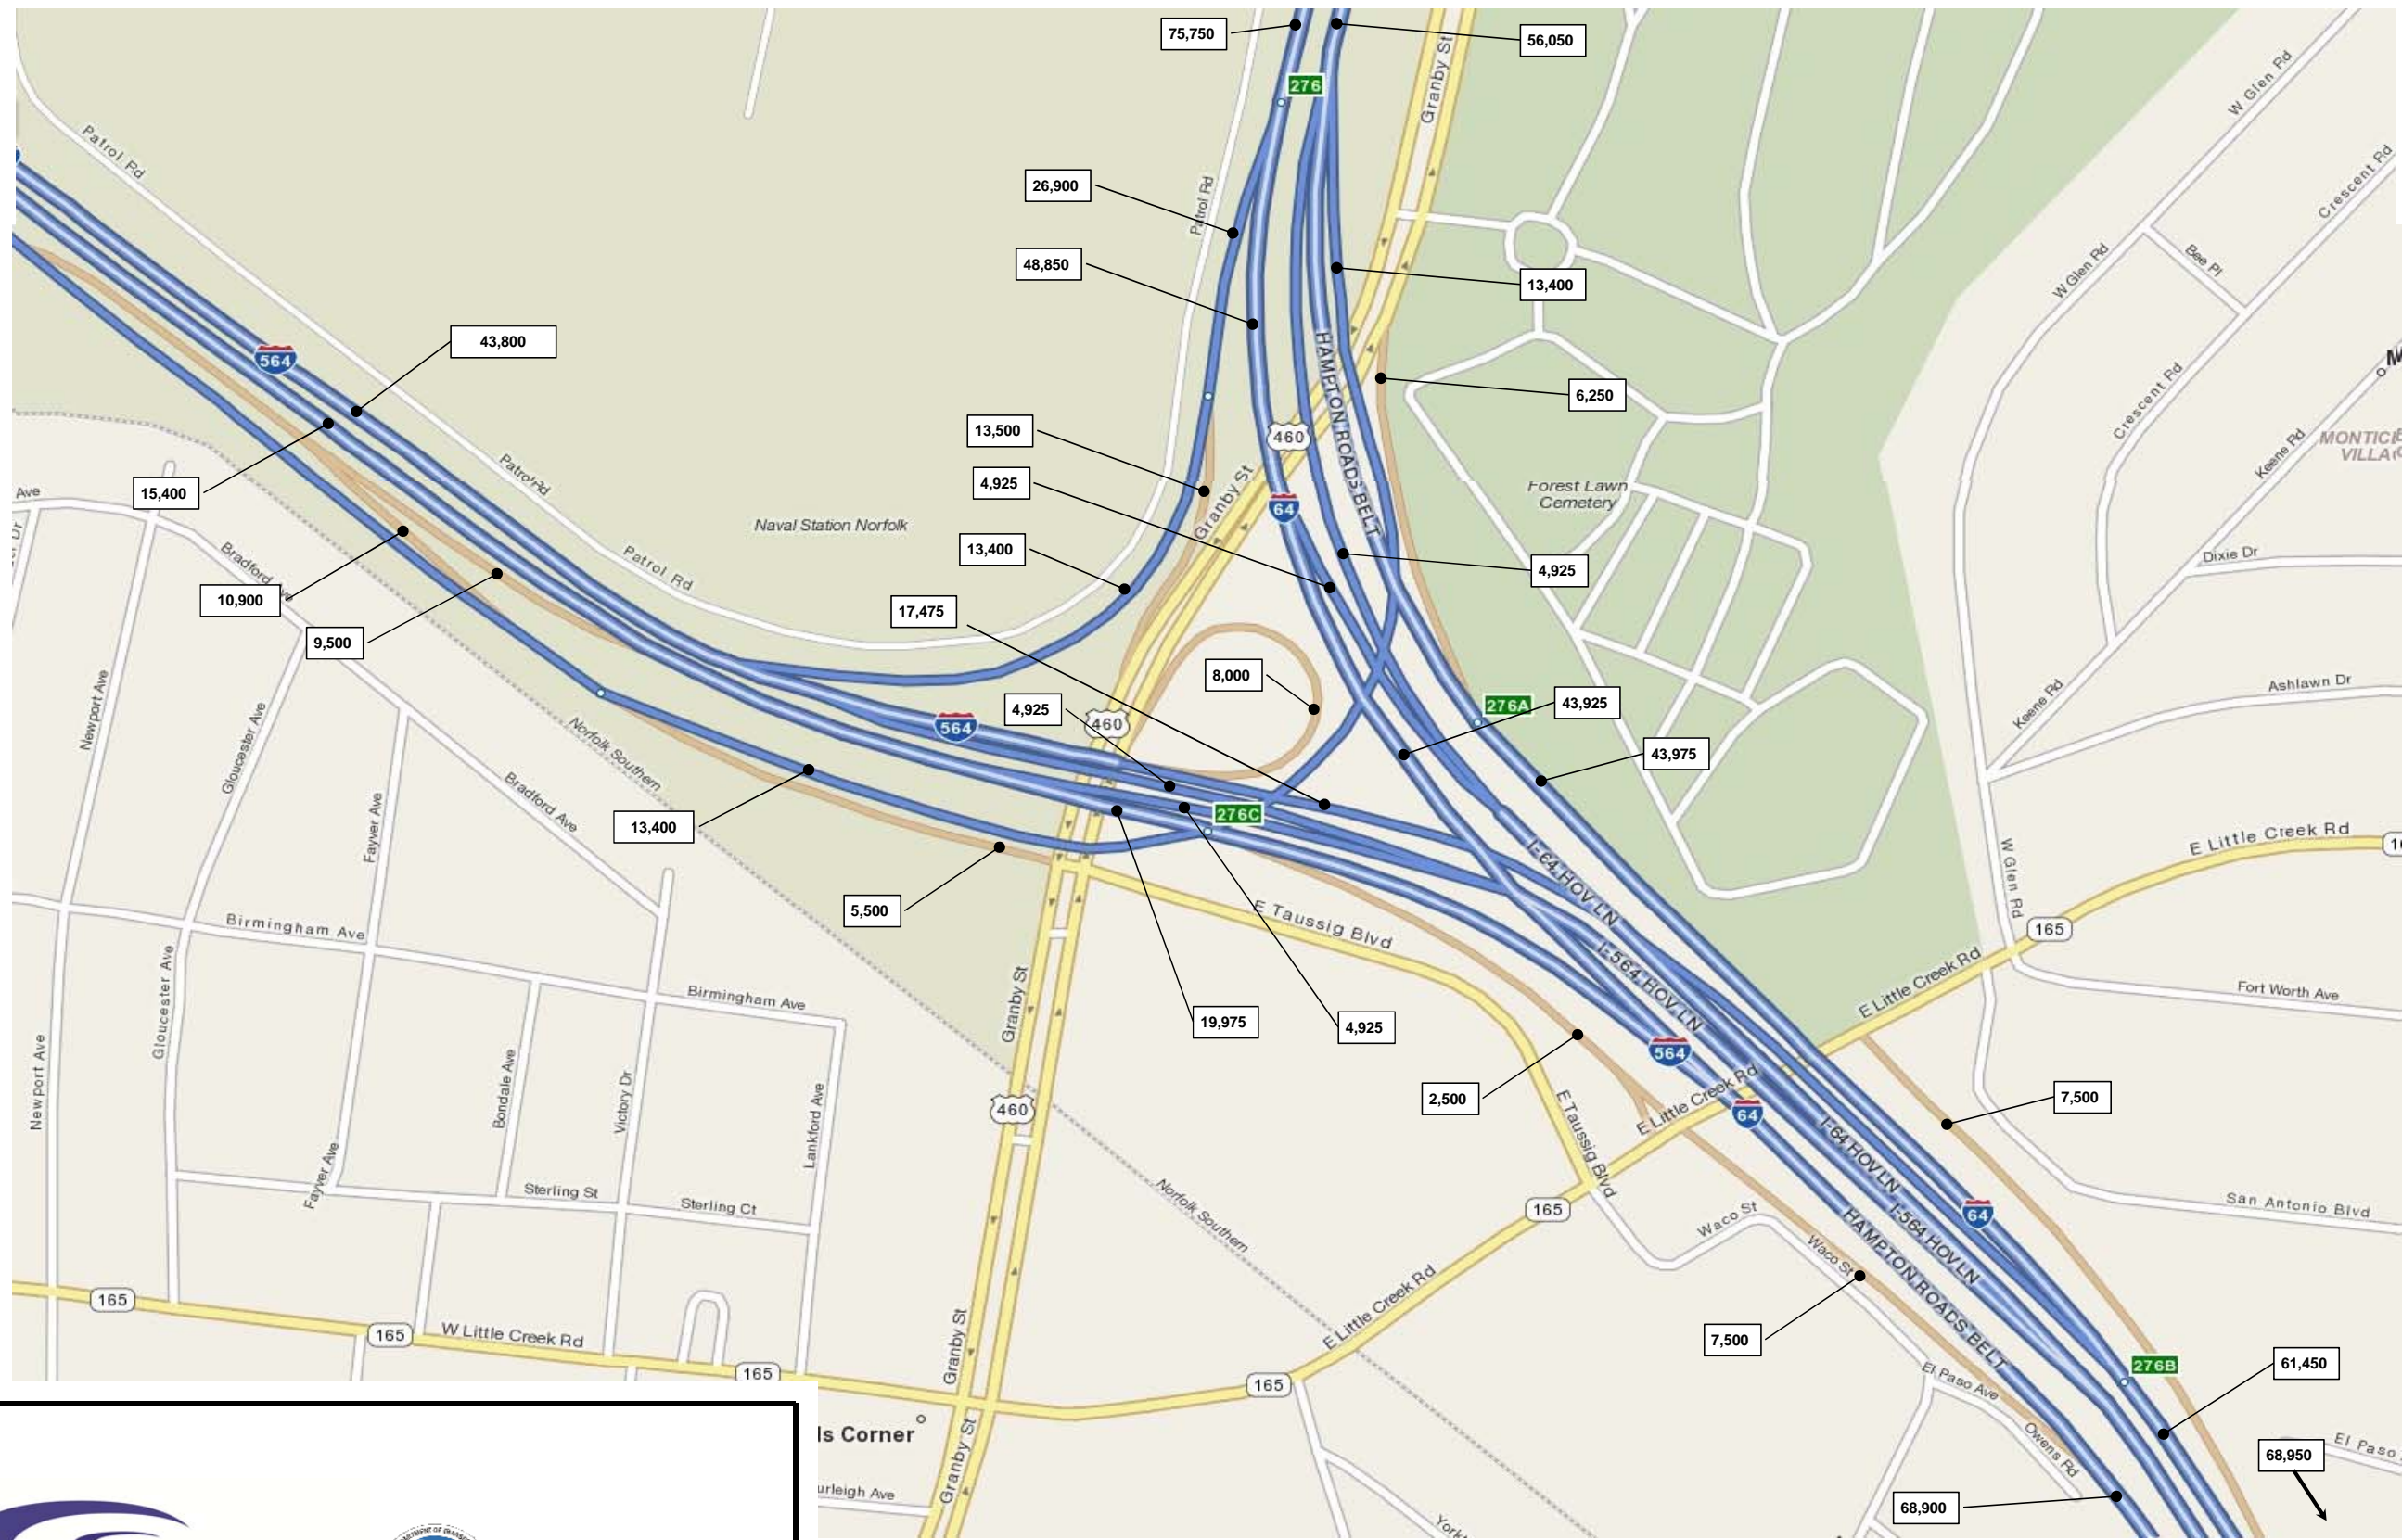 75,750
56,050
276
Granby St
W Glen Rd
Patrol Rd
Crescent Rd
26,900
Patrol Rd
48,850
13,400
W Glen Rd
Bee Pl
43,800
564
HAMPTON ROADS BELT
6,250
Crescent Rd
13,500
460
Keene Rd
4,925
Patrol Rd
15,400
Ave
Granby St
64
Forest Lawn
Cemetery
Naval Station Norfolk
13,400
4,925
Dixie Dr
Patrol Rd
Bradford Ave
10,900
17,475
9,500
8,000
Newport Ave
Gloucester Ave
4,925
460
564
276A
43,925
Ashlawn Dr
Keene Rd
Norfolk Southern
43,975
Bradford Ave
Fayver Ave
13,400
276C
E Little Creek Rd
I-64 HOV LN
W Glen Rd
5,500
E Taussig Blvd
165
Birmingham Ave
I-564 HOV LN
E Little Creek Rd
Gloucester Ave
Granby St
Birmingham Ave
Fort Worth Ave
19,975
4,925
564
Newport Ave
Bondale Ave
Victory Dr
Lankford Ave
2,500
E Little Creek Rd
7,500
460
64
E Taussig Blvd
I-64 HOV LN
Fayver Ave
Sterling St
Sterling Ct
Norfolk Southern
165
Waco St
San Antonio Blvd
64
I-564 HOV LN
HAMPTON ROADS BELT
Waco St
165
165
W Little Creek Rd
E Little Creek Rd
7,500
Granby St
165
165
276B
61,450
El Paso Ave
ls Corner
Granby St
Owens Rd
68,950
El Paso
urleigh Ave
68,900